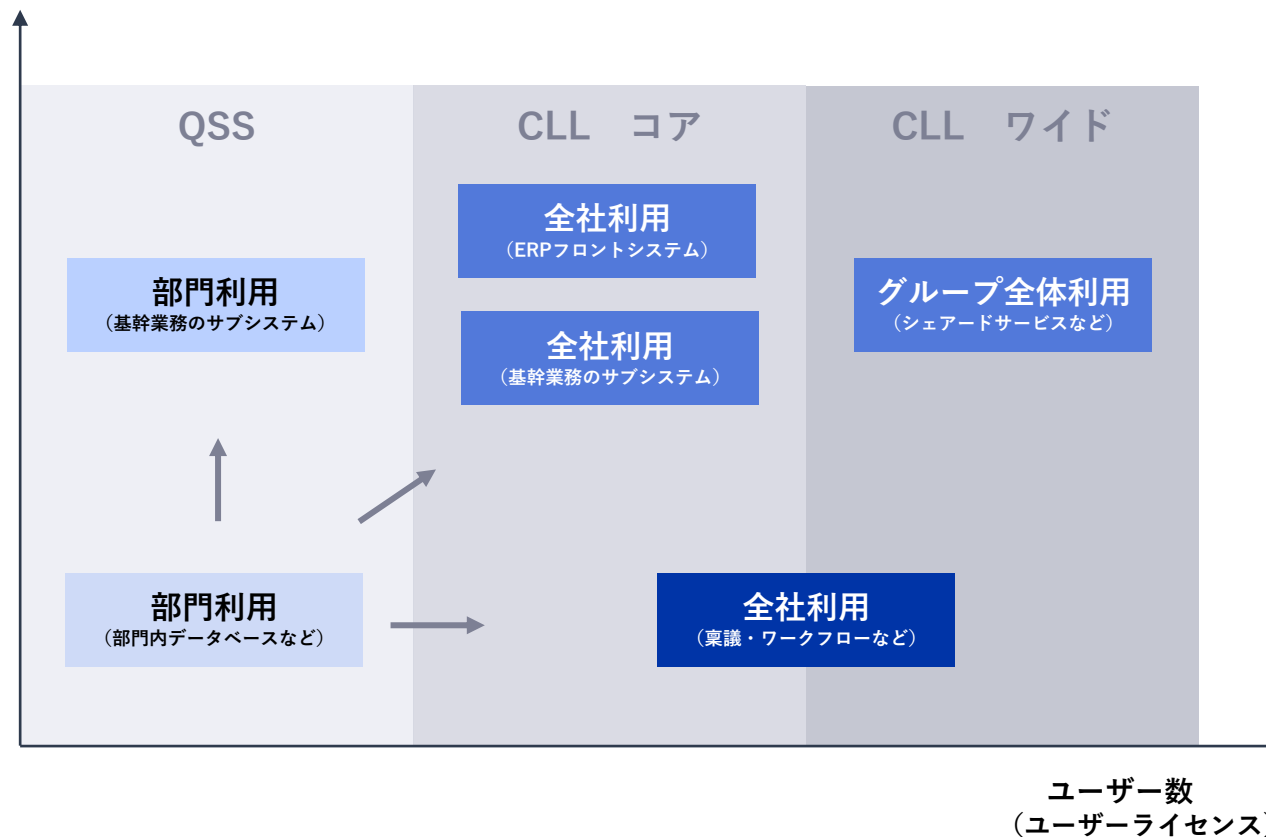 QSS
CLL コア
CLL ワイド
全社利用
（ERPフロントシステム）
部門利用
（基幹業務のサブシステム）
グループ全体利用
（シェアードサービスなど）
全社利用
（基幹業務のサブシステム）
部門利用
（部門内データベースなど）
全社利用
（稟議・ワークフローなど）
ユーザー数
（ユーザーライセンス）